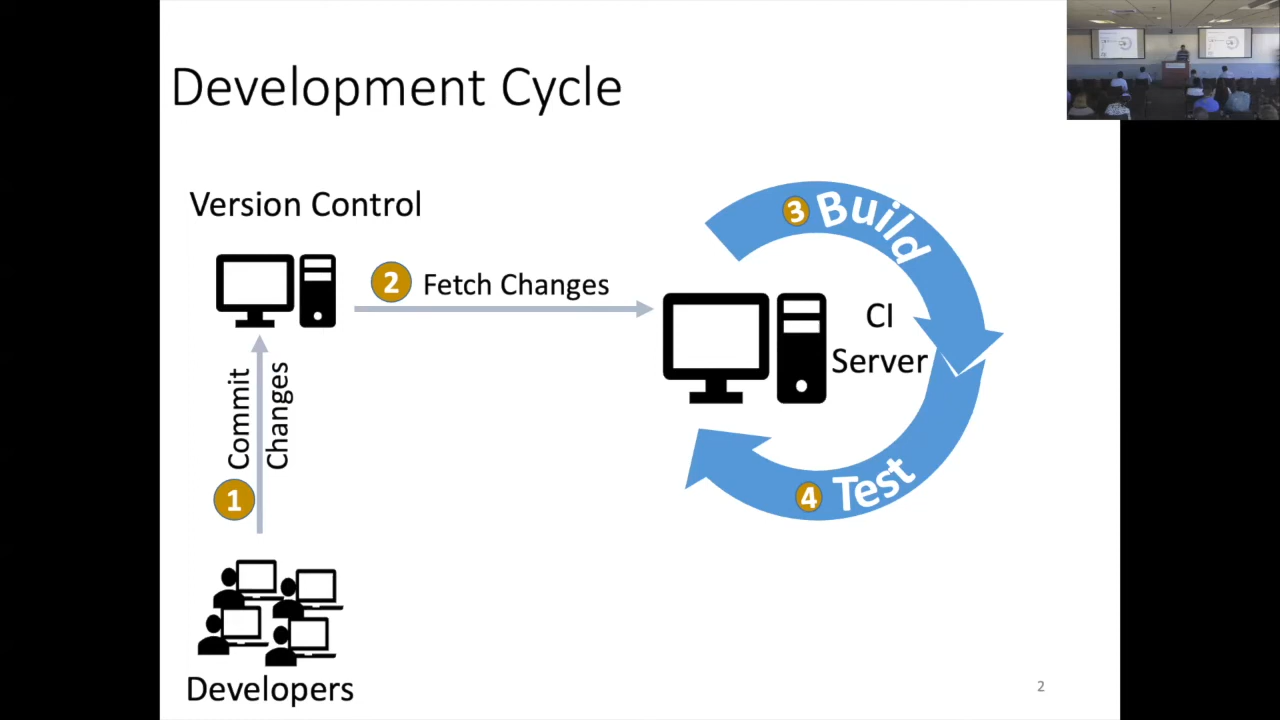 Development Cycle
Version Control
2 Fetch Changes
3 Build
CI
Server
Commit
Changes
1
4 Test
Developers
2